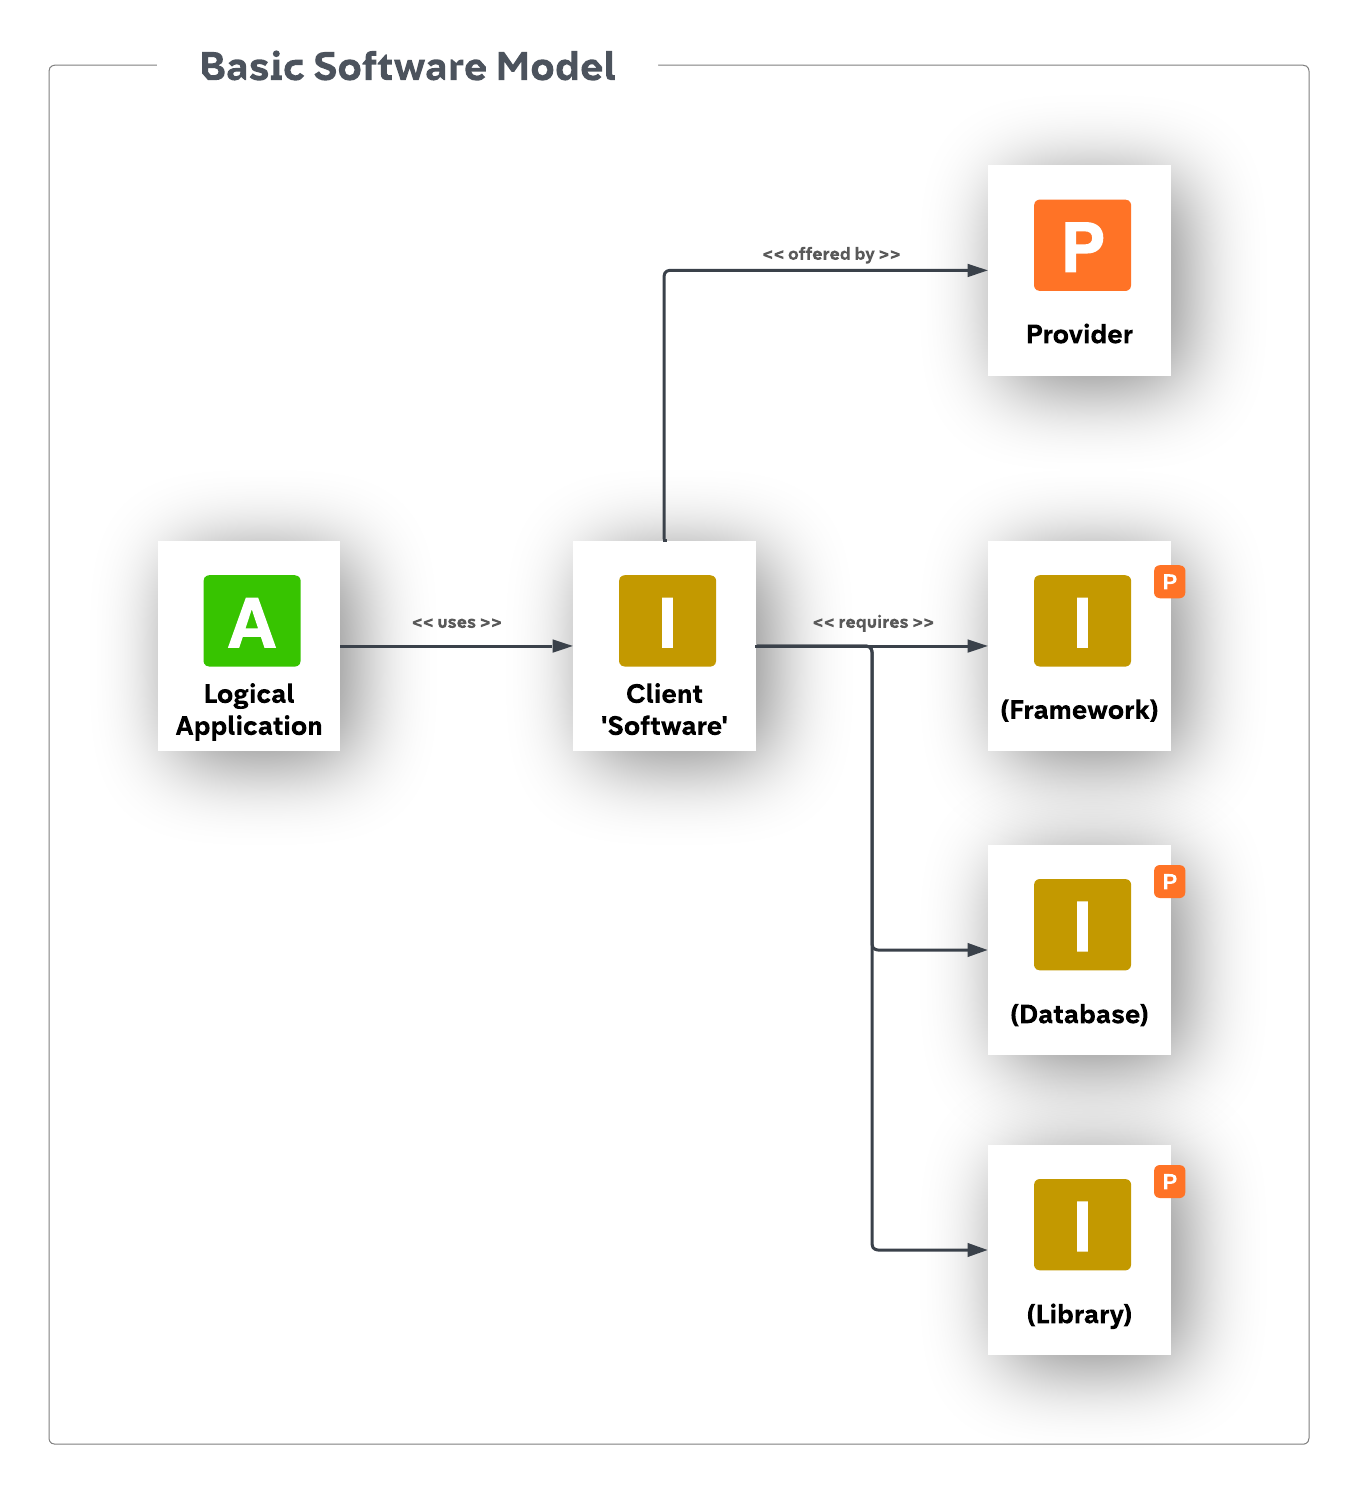 Basic Software Model
P
Provider
<< offered by >>
A
Logical
Application
<< uses >>
I
Client
'Software'
<< requires >>
I
P
(Framework)
I
P
(Database)
I
P
(Library)